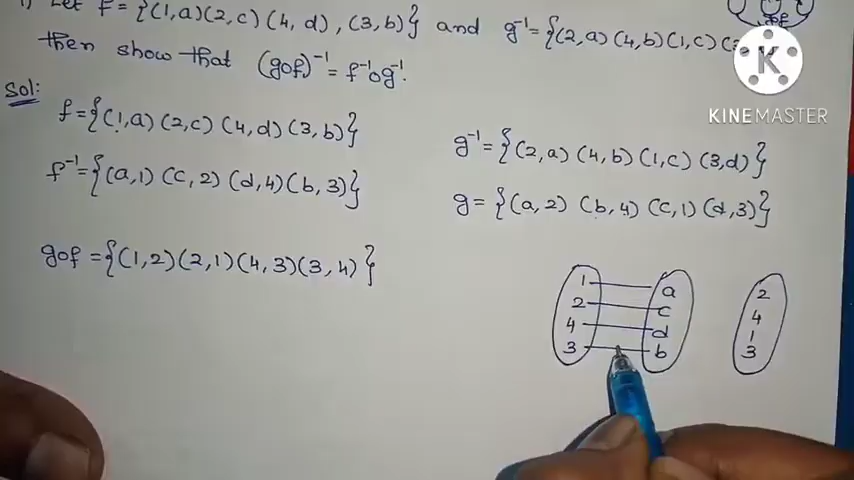 1) Let f = {(1,a)(2,c)(4,d),(3,b)} and g⁻¹={(2,a)(4,b)(1,c)(3
then show that (gof)⁻¹ = f⁻¹og⁻¹.
Sol:
f={(1,a)(2,c)(4,d)(3,b)}
f⁻¹={(a,1)(c,2)(d,4)(b,3)}
gof={(1,2)(2,1)(4,3)(3,4)}
g⁻¹={(2,a)(4,b)(1,c)(3,d)}
g={(a,2)(b,4)(c,1)(d,3)}
1 a 2
2 c 4
4 d 1
3 b 3
K
KINEMASTER